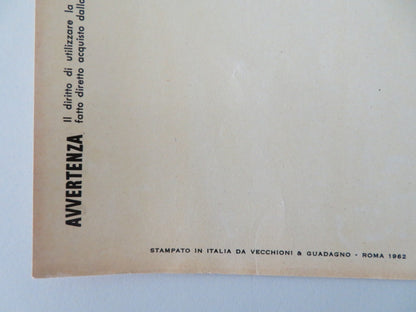 AVVERTENZA Il diritto di utilizzare la
fatto diretto acquisto dalla
STAMPATO IN ITALIA DA VECCHIONI & GUADAGNO - ROMA 1962